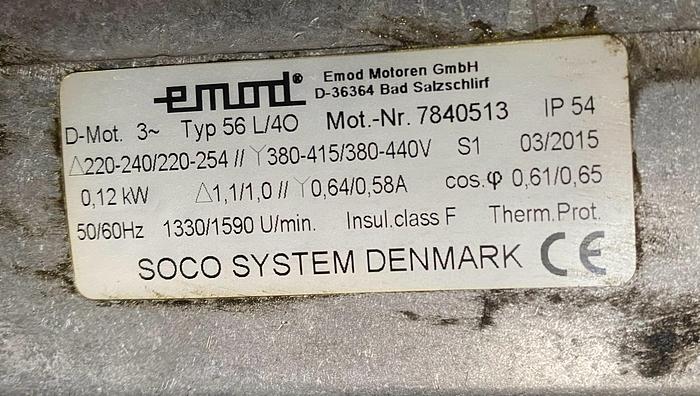 emod® Emod Motoren GmbH
D-36364 Bad Salzschlirf
D-Mot. 3~ Typ 56 L/4O Mot.-Nr. 7840513 IP 54
△220-240/220-254 // Y380-415/380-440V S1 03/2015
0,12 kW △1,1/1,0 // Y0,64/0,58A cos.φ 0,61/0,65
50/60Hz 1330/1590 U/min. Insul.class F Therm.Prot.
SOCO SYSTEM DENMARK CE